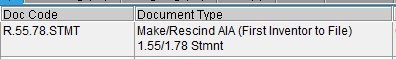 Doc Code Document Type
R.55.78.STMT Make/Rescind AIA (First Inventor to File)
1.55/1.78 Stmnt